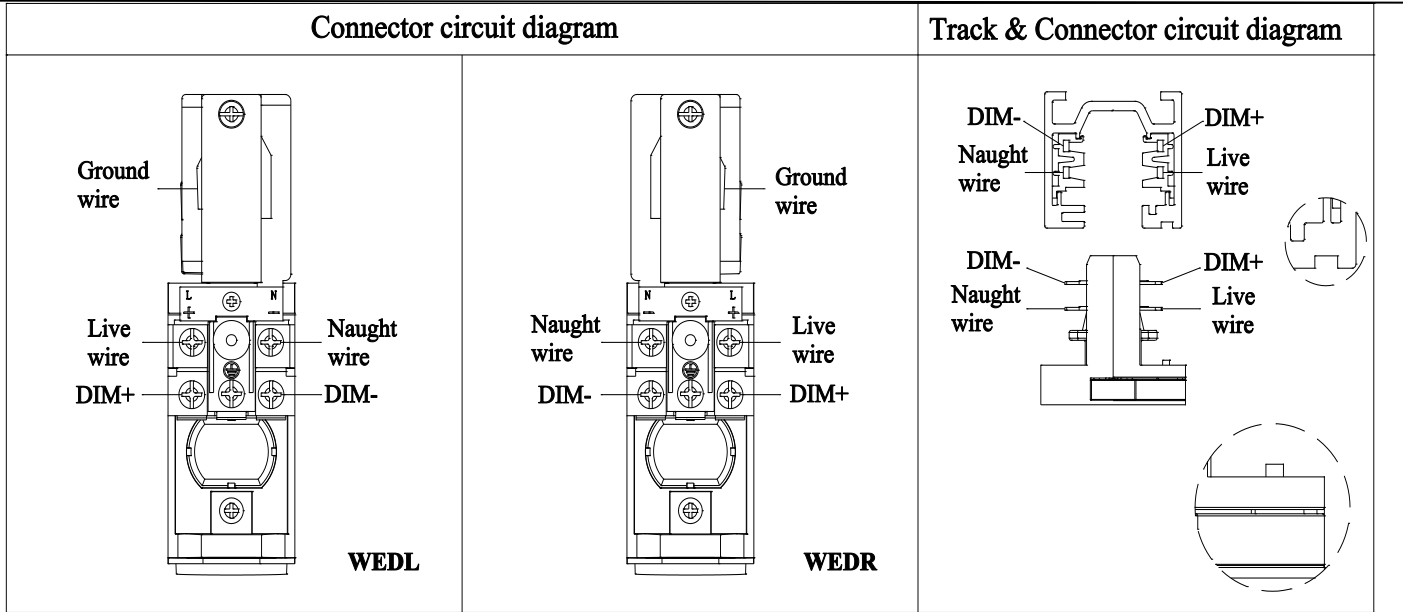 Connector circuit diagram
Track & Connector circuit diagram
Ground
wire
L
N
Live
wire
Naught
wire
DIM+
DIM-
WEDL
Ground
wire
N
L
Naught
wire
Live
wire
DIM-
DIM+
WEDR
DIM-
DIM+
Naught
wire
Live
wire
DIM-
DIM+
Naught
wire
Live
wire